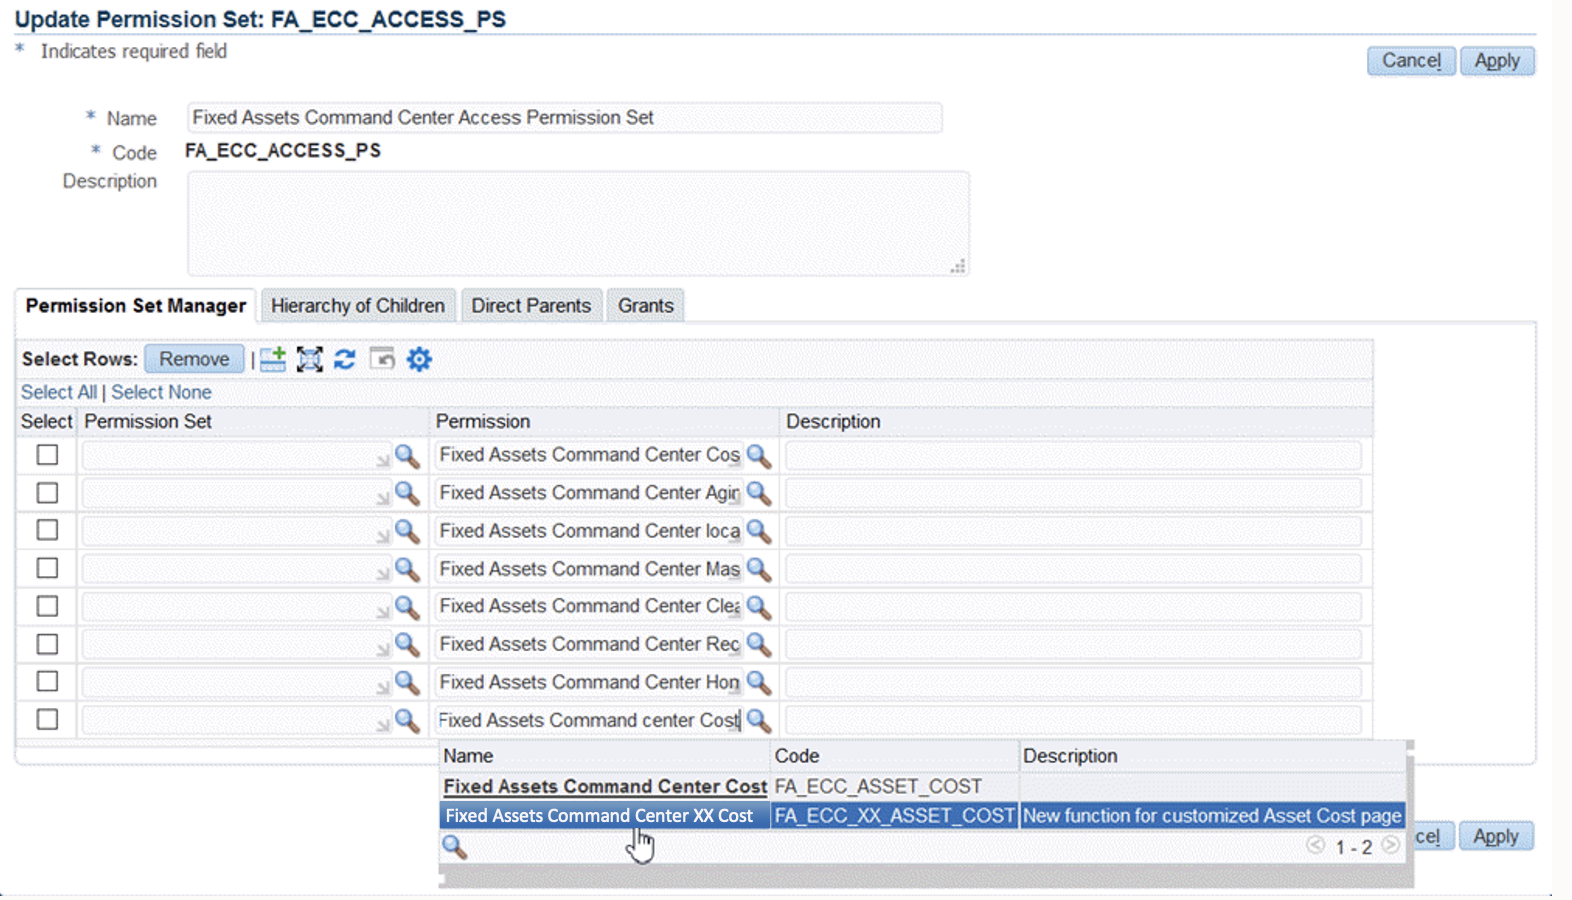 Update Permission Set: FA_ECC_ACCESS_PS
* Indicates required field
Cancel Apply
* Name Fixed Assets Command Center Access Permission Set
* Code FA_ECC_ACCESS_PS
Description
Permission Set Manager Hierarchy of Children Direct Parents Grants
Select Rows: Remove |
Select All | Select None
Select Permission Set Permission Description
Fixed Assets Command Center Cos
Fixed Assets Command Center Agin
Fixed Assets Command Center loca
Fixed Assets Command Center Mas
Fixed Assets Command Center Clea
Fixed Assets Command Center Rec
Fixed Assets Command Center Hom
Fixed Assets Command center Cost
Name Code Description
Fixed Assets Command Center Cost FA_ECC_ASSET_COST
Fixed Assets Command Center XX Cost FA_ECC_XX_ASSET_COST New function for customized Asset Cost page
1 - 2
cel Apply